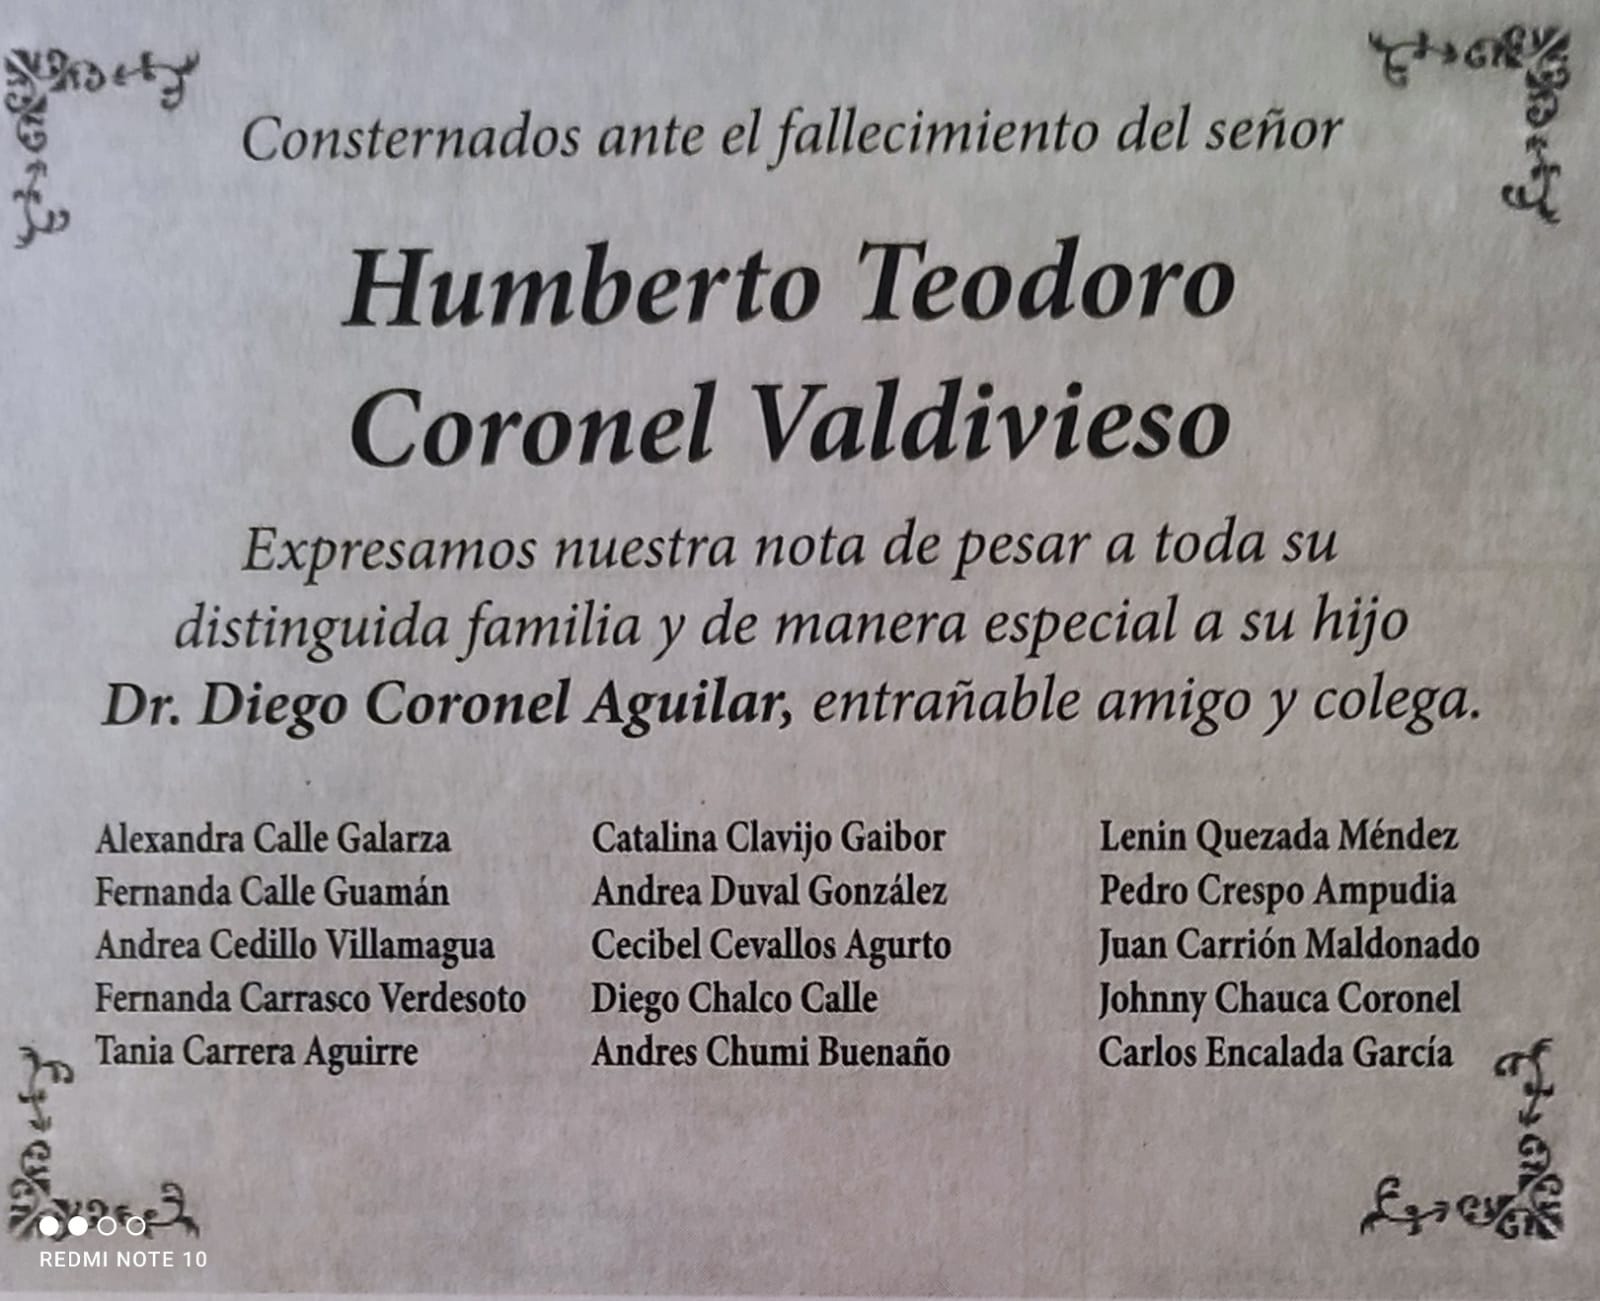 Consternados ante el fallecimiento del señor
Humberto Teodoro
Coronel Valdivieso
Expresamos nuestra nota de pesar a toda su
distinguida familia y de manera especial a su hijo
Dr. Diego Coronel Aguilar, entrañable amigo y colega.
Alexandra Calle Galarza
Fernanda Calle Guamán
Andrea Cedillo Villamagua
Fernanda Carrasco Verdesoto
Tania Carrera Aguirre
Catalina Clavijo Gaibor
Andrea Duval González
Cecibel Cevallos Agurto
Diego Chalco Calle
Andres Chumi Buenaño
Lenin Quezada Méndez
Pedro Crespo Ampudia
Juan Carrión Maldonado
Johnny Chauca Coronel
Carlos Encalada García
REDMI NOTE 10